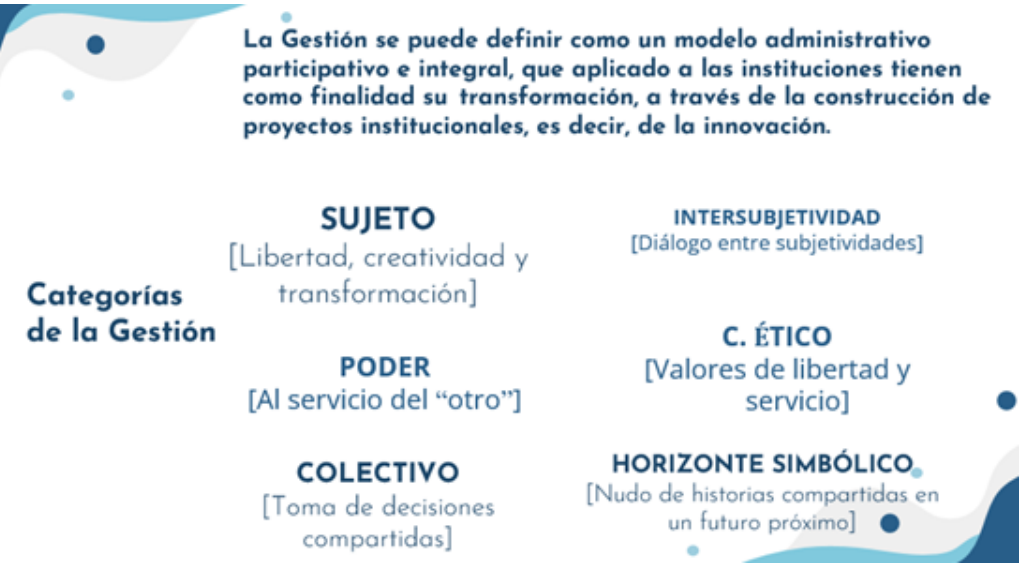 La Gestión se puede definir como un modelo administrativo
participativo e integral, que aplicado a las instituciones tienen
como finalidad su transformación, a través de la construcción de
proyectos institucionales, es decir, de la innovación.
Categorías
de la Gestión
SUJETO
[Libertad, creatividad y
transformación]
INTERSUBJETIVIDAD
[Diálogo entre subjetividades]
PODER
[Al servicio del “otro”]
C. ÉTICO
[Valores de libertad y
servicio]
COLECTIVO
[Toma de decisiones
compartidas]
HORIZONTE SIMBÓLICO
[Nudo de historias compartidas en
un futuro próximo]